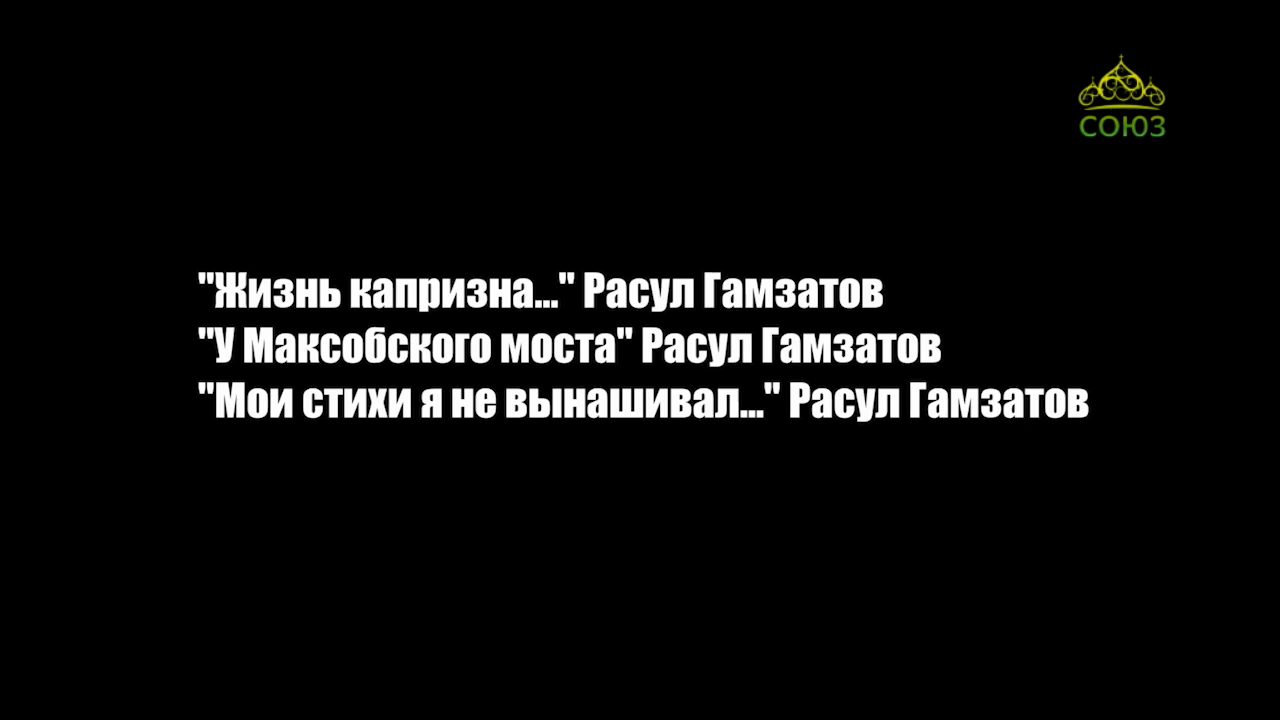 СОЮЗ
"Жизнь капризна..." Расул Гамзатов
"У Максобского моста" Расул Гамзатов
"Мои стихи я не вынашивал..." Расул Гамзатов